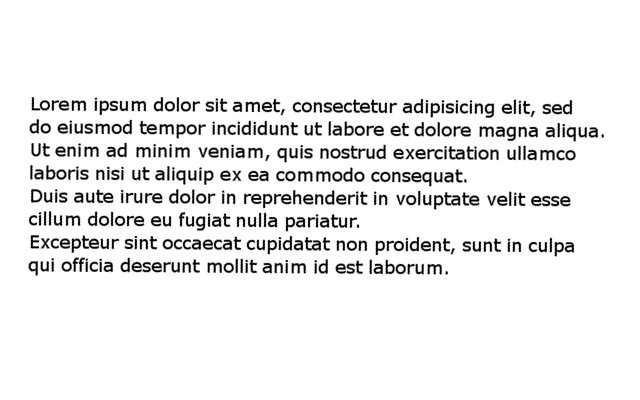 Lorem ipsum dolor sit amet, consectetur adipisicing elit, sed
do eiusmod tempor incididunt ut labore et dolore magna aliqua.
Ut enim ad minim veniam, quis nostrud exercitation ullamco
laboris nisi ut aliquip ex ea commodo consequat.
Duis aute irure dolor in reprehenderit in voluptate velit esse
cillum dolore eu fugiat nulla pariatur.
Excepteur sint occaecat cupidatat non proident, sunt in culpa
qui officia deserunt mollit anim id est laborum.